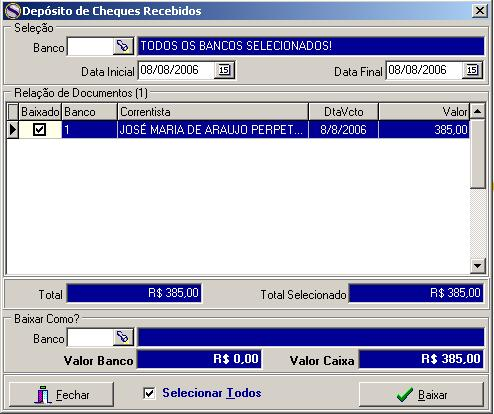 Depósito de Cheques Recebidos
Seleção
Banco TODOS OS BANCOS SELECIONADOS!
Data Inicial 08/08/2006 15 Data Final 08/08/2006 15
Relação de Documentos (1)
Baixado Banco Correntista DtaVcto Valor
1 JOSÉ MARIA DE ARAUJO PERPET... 8/8/2006 385,00
Total R$ 385,00 Total Selecionado R$ 385,00
Baixar Como?
Banco
Valor Banco R$ 0,00 Valor Caixa R$ 385,00
Fechar Selecionar Todos Baixar